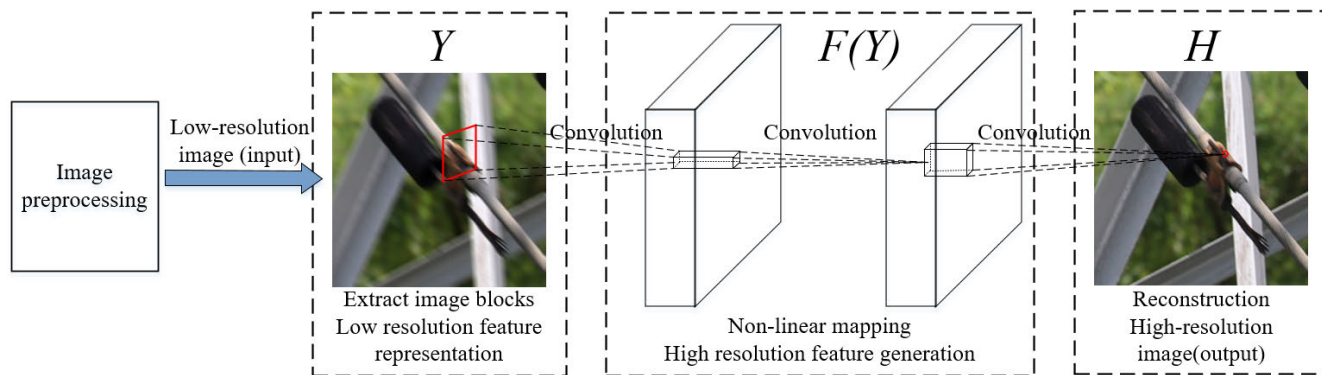 Image
preprocessing
Low-resolution
image (input)
Y
Extract image blocks
Low resolution feature
representation
Convolution
F(Y)
Convolution
Non-linear mapping
High resolution feature generation
Convolution
H
Reconstruction
High-resolution
image(output)